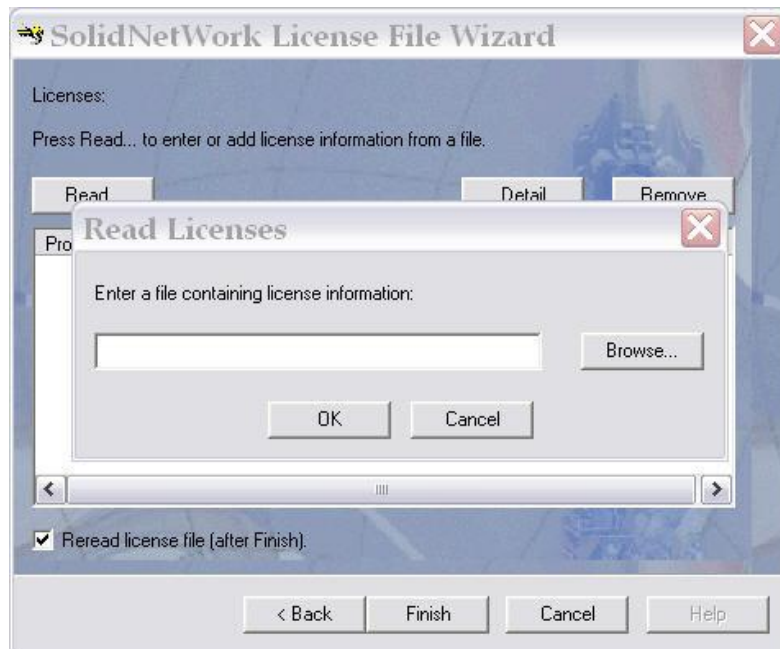 SolidNetWork License File Wizard
Licenses:
Press Read... to enter or add license information from a file.
Read Detail Remove
Read Licenses
Pro
Enter a file containing license information:
Browse...
OK Cancel
Reread license file (after Finish).
< Back Finish Cancel Help